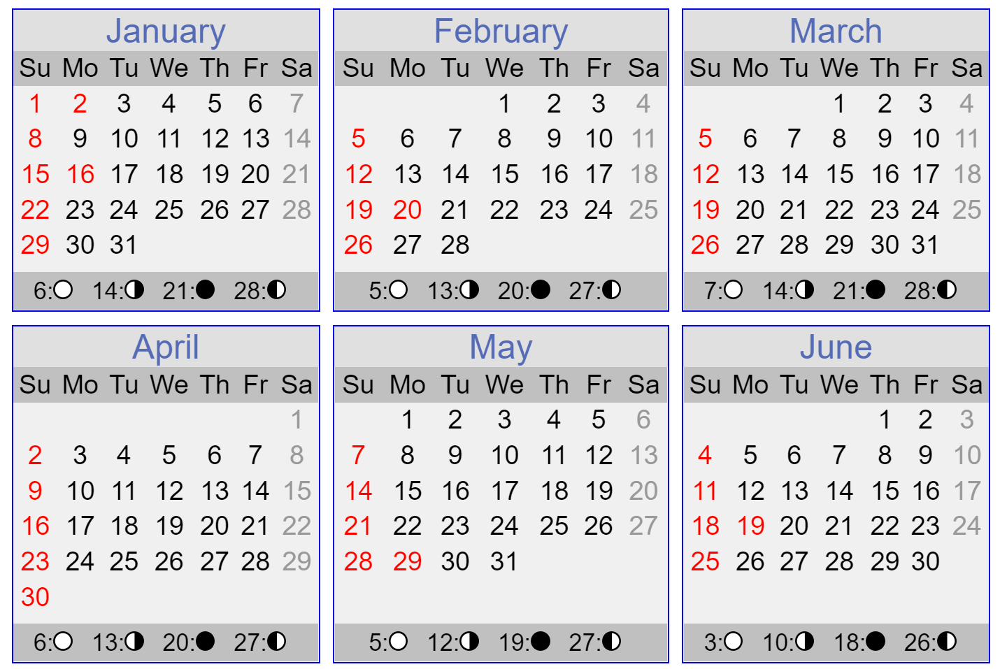 January
Su Mo Tu We Th Fr Sa
1 2 3 4 5 6 7
8 9 10 11 12 13 14
15 16 17 18 19 20 21
22 23 24 25 26 27 28
29 30 31
6: 14: 21: 28:
February
Su Mo Tu We Th Fr Sa
1 2 3 4
5 6 7 8 9 10 11
12 13 14 15 16 17 18
19 20 21 22 23 24 25
26 27 28
5: 13: 20: 27:
March
Su Mo Tu We Th Fr Sa
1 2 3 4
5 6 7 8 9 10 11
12 13 14 15 16 17 18
19 20 21 22 23 24 25
26 27 28 29 30 31
7: 14: 21: 28:
April
Su Mo Tu We Th Fr Sa
1
2 3 4 5 6 7 8
9 10 11 12 13 14 15
16 17 18 19 20 21 22
23 24 25 26 27 28 29
30
6: 13: 20: 27:
May
Su Mo Tu We Th Fr Sa
1 2 3 4 5 6
7 8 9 10 11 12 13
14 15 16 17 18 19 20
21 22 23 24 25 26 27
28 29 30 31
5: 12: 19: 27:
June
Su Mo Tu We Th Fr Sa
1 2 3
4 5 6 7 8 9 10
11 12 13 14 15 16 17
18 19 20 21 22 23 24
25 26 27 28 29 30
3: 10: 18: 26: